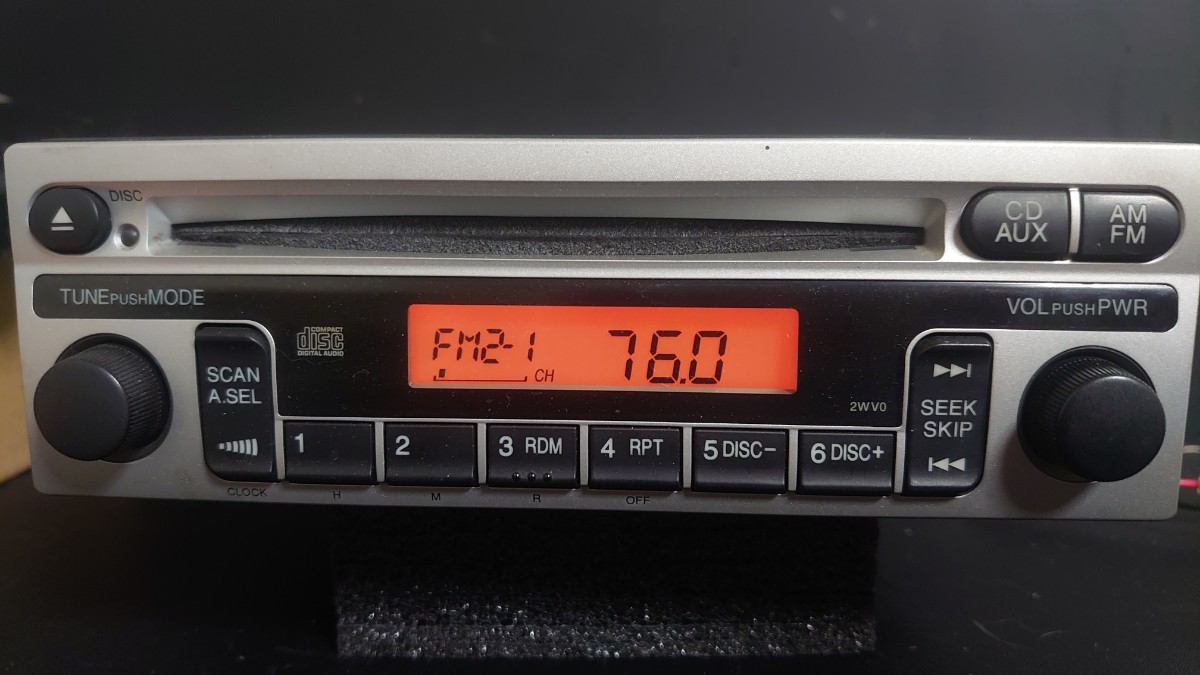 DISC
CD
AUX
AM
FM
TUNE PUSH MODE
VOL PUSH PWR
COMPACT
disc
DIGITAL AUDIO
FM2-1
76.0
CH
SCAN
A.SEL
2WV0
SEEK
SKIP
1
2
3 RDM
4 RPT
5 DISC-
6 DISC+
CLOCK
H
M
R
OFF